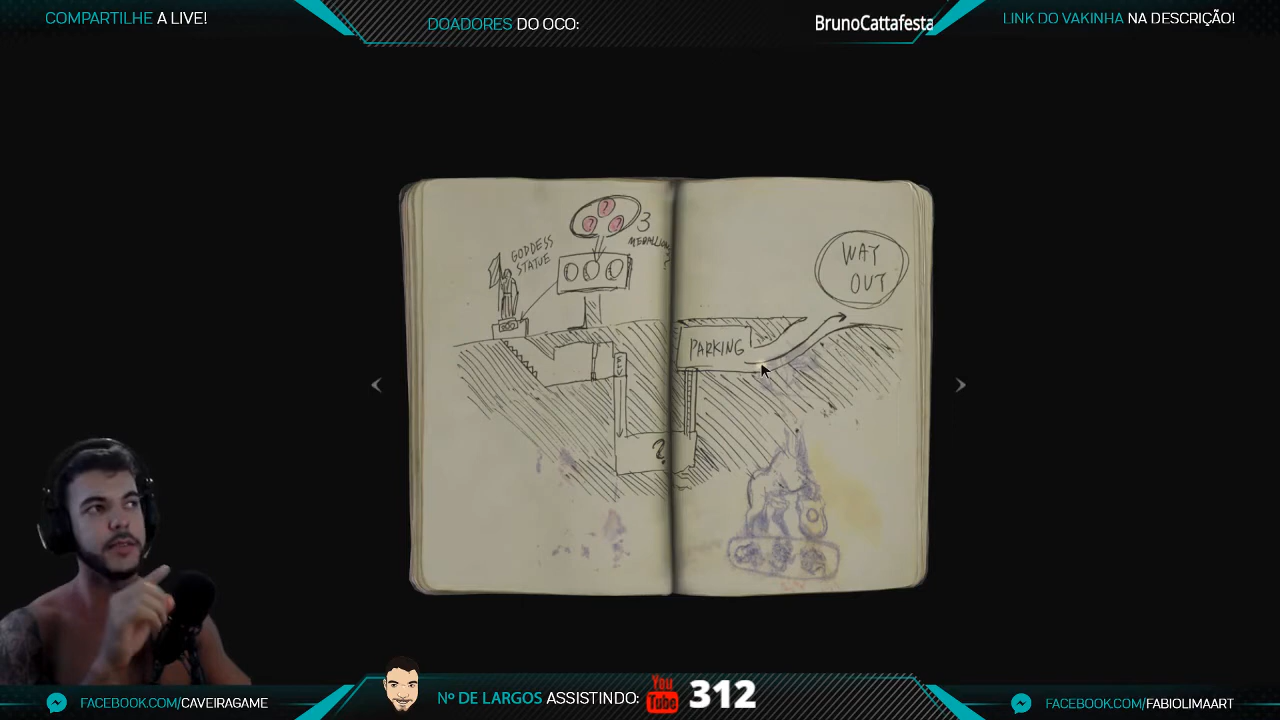 COMPARTILHE A LIVE!
DOADORES DO OCO:
BrunoCattafesta
LINK DO VAKINHA NA DESCRIÇÃO!
3
MEDALLIONS
?
? ? ?
GODDESS
STATUE
WAY
OUT
PARKING
ELV
?
FACEBOOK.COM/CAVEIRAGAME
Nº DE LARGOS ASSISTINDO:
You
Tube
312
FACEBOOK.COM/FABIOLIMAART